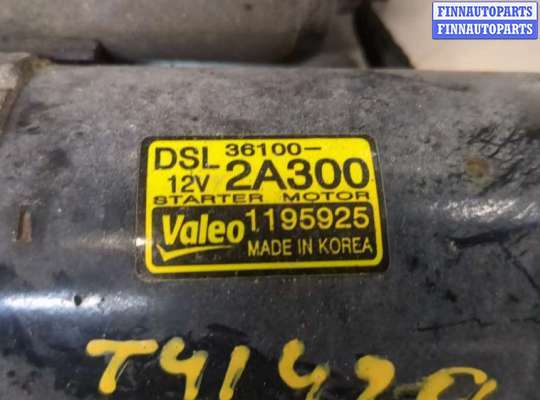 FINNAUTOPARTS
FINNAUTOPARTS
DSL 36100-
12V 2A300
STARTER MOTOR
Valeo 1195925
MADE IN KOREA